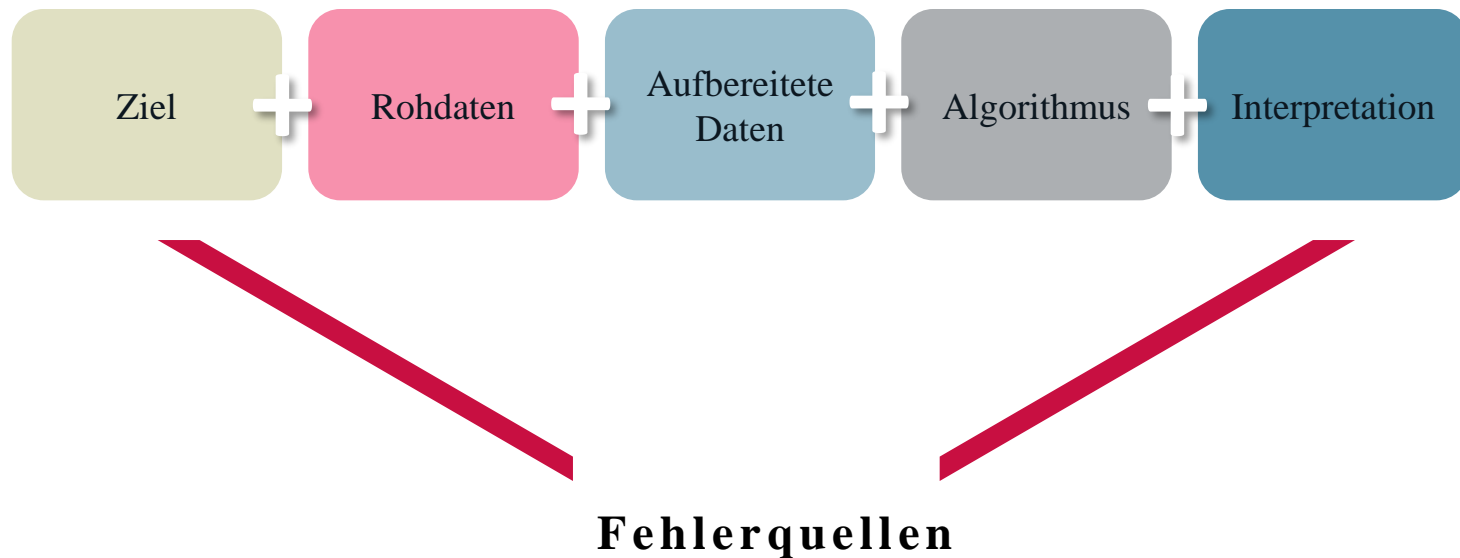 Ziel
Rohdaten
Aufbereitete
Daten
Algorithmus
Interpretation
Fehlerquellen